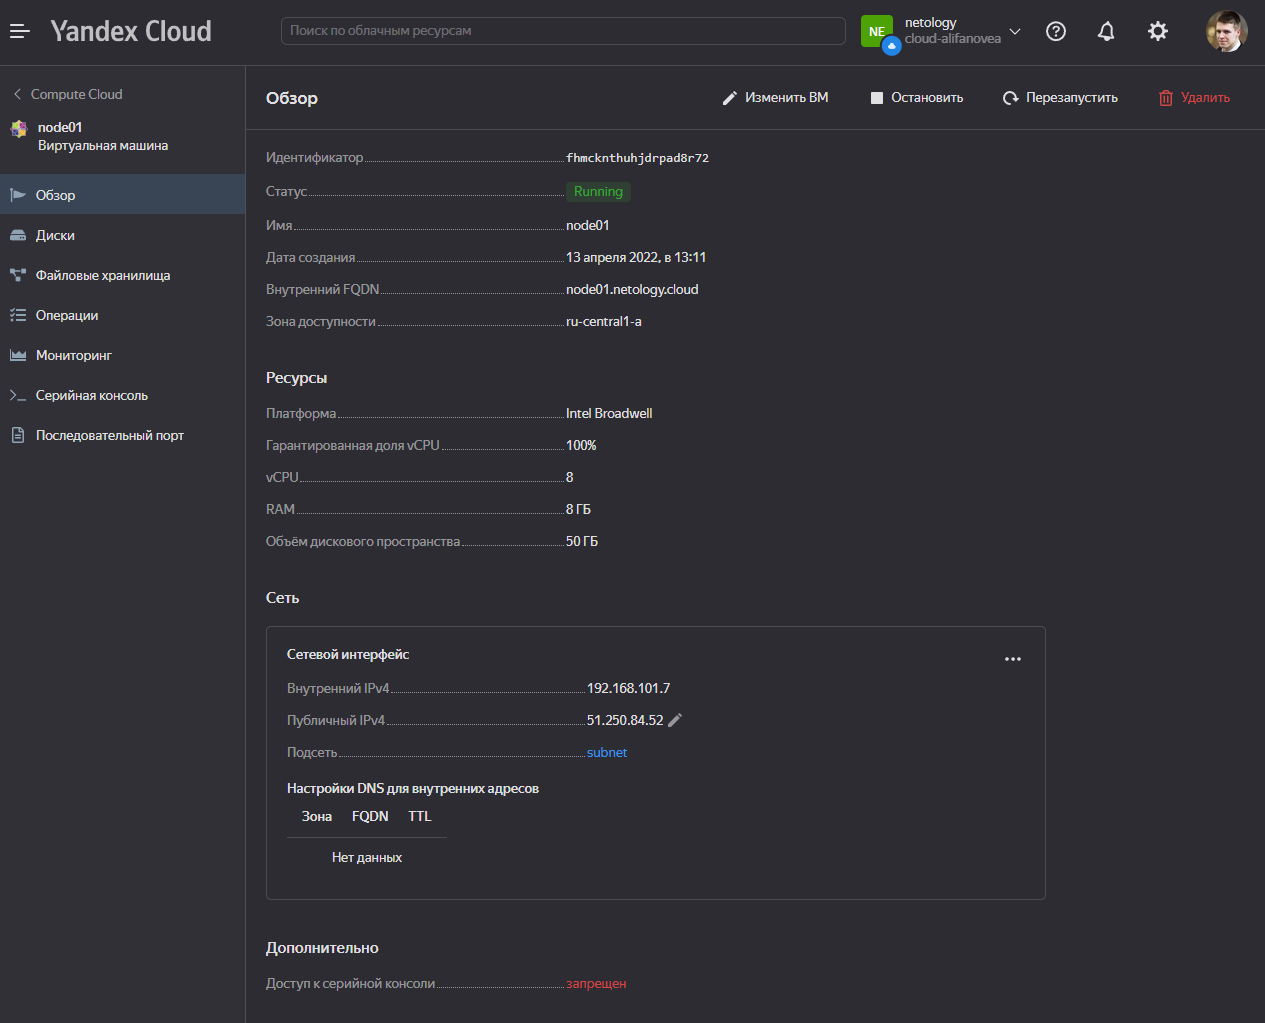 Yandex Cloud
Поиск по облачным ресурсам
NE
netology
cloud-alifanovea
Compute Cloud
node01
Виртуальная машина
Обзор
Диски
Файловые хранилища
Операции
Мониторинг
Серийная консоль
Последовательный порт
Обзор
Изменить ВМ
Остановить
Перезапустить
Удалить
Идентификатор fhmcknthuhjdrpad8r72
Статус Running
Имя node01
Дата создания 13 апреля 2022, в 13:11
Внутренний FQDN node01.netology.cloud
Зона доступности ru-central1-a
Ресурсы
Платформа Intel Broadwell
Гарантированная доля vCPU 100%
vCPU 8
RAM 8 ГБ
Объём дискового пространства 50 ГБ
Сеть
Сетевой интерфейс
Внутренний IPv4 192.168.101.7
Публичный IPv4 51.250.84.52
Подсеть subnet
Настройки DNS для внутренних адресов
Зона FQDN TTL
Нет данных
Дополнительно
Доступ к серийной консоли запрещен